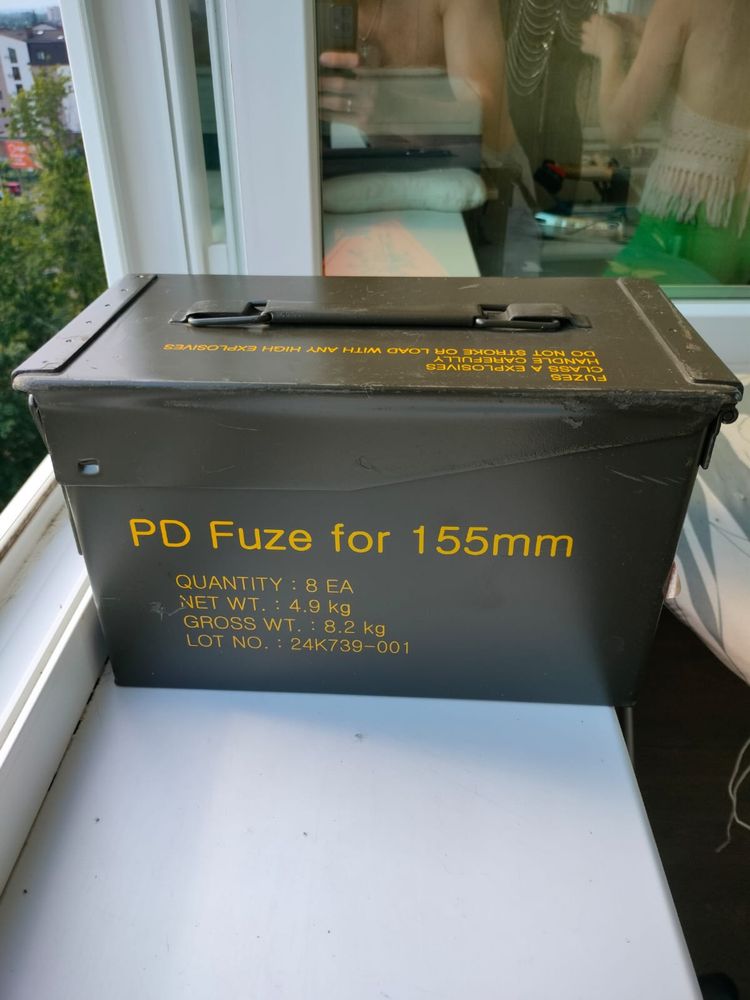 FUZES
CLASS A EXPLOSIVES
HANDLE CAREFULLY
DO NOT STROKE OR LOAD WITH ANY HIGH EXPLOSIVES
PD Fuze for 155mm
QUANTITY : 8 EA
NET WT. : 4.9 kg
GROSS WT. : 8.2 kg
LOT NO. : 24K739-001